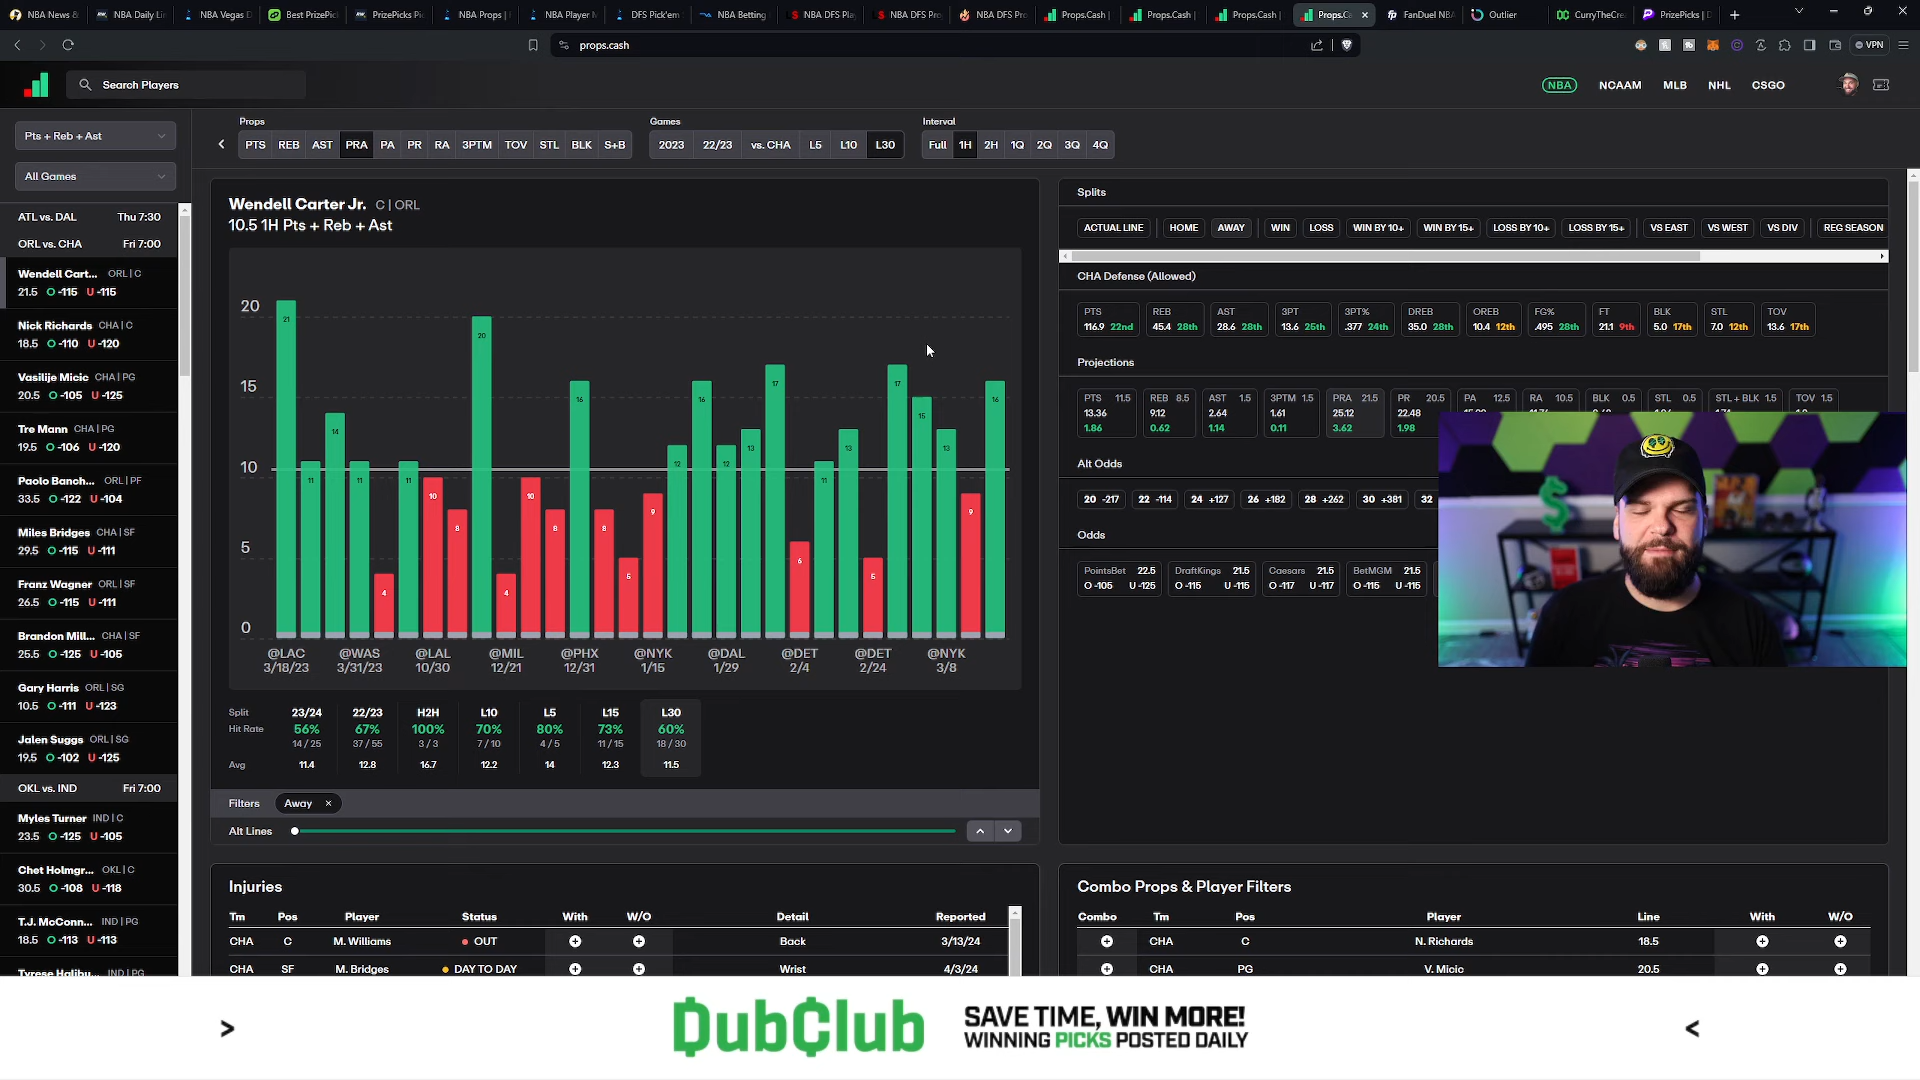 NBA News &
NBA Daily Lin
NBA Vegas D
Best PrizePick
PrizePicks Pi
NBA Props |
NBA Player M
DFS Pick'em
NBA Betting
NBA DFS Pla
NBA DFS Pro
NBA DFS Pro
Props.Cash |
Props.Cash |
Props.Cash |
Props.Ca
FanDuel NBA
Outlier
CurryTheCre
PrizePicks | D
props.cash
VPN
Search Players
NBA NCAAM MLB NHL CSGO
Pts + Reb + Ast
All Games
Props
PTS REB AST PRA PA PR RA 3PTM TOV STL BLK S+B
Games
2023 22/23 vs. CHA L5 L10 L30
Interval
Full 1H 2H 1Q 2Q 3Q 4Q
ATL vs. DAL Thu 7:30
ORL vs. CHA Fri 7:00
Wendell Cart... ORL | C
21.5 O -115 U -115
Nick Richards CHA | C
18.5 O -110 U -120
Vasilije Micic CHA | PG
20.5 O -105 U -125
Tre Mann CHA | PG
19.5 O -106 U -120
Paolo Banch... ORL | PF
33.5 O -122 U -104
Miles Bridges CHA | SF
29.5 O -115 U -111
Franz Wagner ORL | SF
26.5 O -115 U -111
Brandon Mill... CHA | SF
25.5 O -125 U -105
Gary Harris ORL | SG
10.5 O -111 U -123
Jalen Suggs ORL | SG
19.5 O -102 U -125
OKL vs. IND Fri 7:00
Myles Turner IND | C
23.5 O -125 U -105
Chet Holmgr... OKL | C
30.5 O -108 U -118
T.J. McConn... IND | PG
18.5 O -113 U -113
Tyrese Halibu... IND | PG
Wendell Carter Jr. C | ORL
10.5 1H Pts + Reb + Ast
20
15
10
5
0
21 11 14 11 4 11 10 8 20 4 10 8 16 8 5 9 12 16 12 13 17 6 11 13 5 17 15 13 9 16
@LAC @WAS @LAL @MIL @PHX @NYK @DAL @DET @DET @NYK
3/18/23 3/31/23 10/30 12/21 12/31 1/15 1/29 2/4 2/24 3/8
Split 23/24 22/23 H2H L10 L5 L15 L30
Hit Rate 56% 67% 100% 70% 80% 73% 60%
14 / 25 37 / 55 3 / 3 7 / 10 4 / 5 11 / 15 18 / 30
Avg 11.4 12.8 16.7 12.2 14 12.3 11.5
Filters Away ×
Alt Lines
Splits
ACTUAL LINE HOME AWAY WIN LOSS WIN BY 10+ WIN BY 15+ LOSS BY 10+ LOSS BY 15+ VS EAST VS WEST VS DIV REG SEASON
CHA Defense (Allowed)
PTS REB AST 3PT 3PT% DREB OREB FG% FT BLK STL TOV
116.9 22nd 45.4 28th 28.6 28th 13.6 25th .377 24th 35.0 28th 10.4 12th .495 28th 21.1 9th 5.0 17th 7.0 12th 13.6 17th
Projections
PTS 11.5 REB 8.5 AST 1.5 3PTM 1.5 PRA 21.5 PR 20.5 PA 12.5 RA 10.5 BLK 0.5 STL 0.5 STL + BLK 1.5 TOV 1.5
13.36 9.12 2.64 1.61 25.12 22.48
1.86 0.62 1.14 0.11 3.62 1.98
Alt Odds
20 -217 22 -114 24 +127 26 +182 28 +262 30 +381 32
Odds
PointsBet 22.5 DraftKings 21.5 Caesars 21.5 BetMGM 21.5
O -105 U -125 O -115 U -115 O -117 U -117 O -115 U -115
Injuries
Tm Pos Player Status With W/O Detail Reported
CHA C M. Williams OUT Back 3/13/24
CHA SF M. Bridges DAY TO DAY Wrist 4/3/24
Combo Props & Player Filters
Combo Tm Pos Player Line With W/O
CHA C N. Richards 18.5
CHA PG V. Micic 20.5
> DubClub SAVE TIME, WIN MORE! <
WINNING PICKS POSTED DAILY